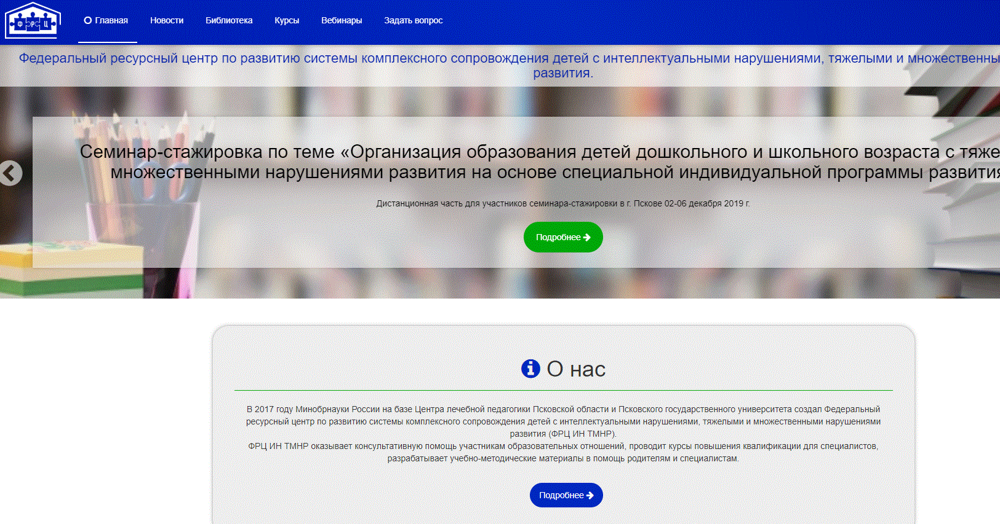 ФРЦ
Главная Новости Библиотека Курсы Вебинары Задать вопрос
Федеральный ресурсный центр по развитию системы комплексного сопровождения детей с интеллектуальными нарушениями, тяжелыми и множественны
развития.
Семинар-стажировка по теме «Организация образования детей дошкольного и школьного возраста с тяже
множественными нарушениями развития на основе специальной индивидуальной программы развития
Дистанционная часть для участников семинара-стажировки в г. Пскове 02-06 декабря 2019 г.
Подробнее
О нас
В 2017 году Минобрнауки России на базе Центра лечебной педагогики Псковской области и Псковского государственного университета создал Федеральный
ресурсный центр по развитию системы комплексного сопровождения детей с интеллектуальными нарушениями, тяжелыми и множественными нарушениями
развития (ФРЦ ИН ТМНР).
ФРЦ ИН ТМНР оказывает консультативную помощь участникам образовательных отношений, проводит курсы повышения квалификации для специалистов,
разрабатывает учебно-методические материалы в помощь родителям и специалистам.
Подробнее